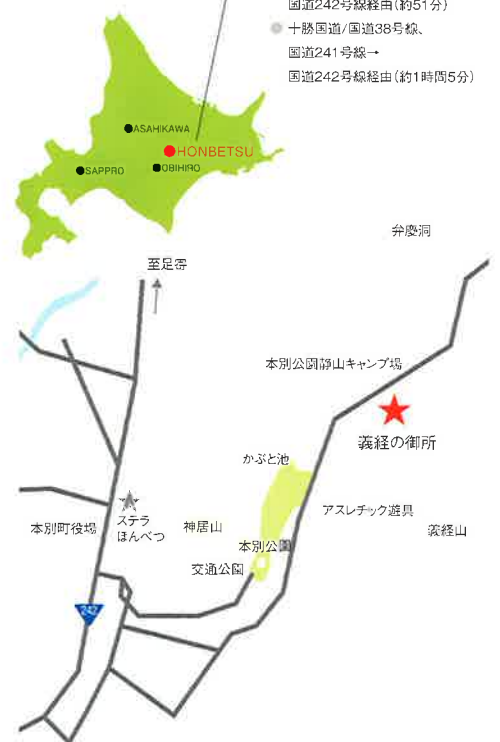 国道242号線経由(約51分)
十勝国道/国道38号線、
国道241号線→
国道242号線経由(約1時間5分)
ASAHIKAWA
HONBETSU
SAPPRO
OBIHIRO
弁慶洞
至足寄
本別公園静山キャンプ場
義経の御所
かぶと池
アスレチック遊具
義経山
本別町役場
ステラ
ほんべつ
神居山
本別公園
交通公園
242